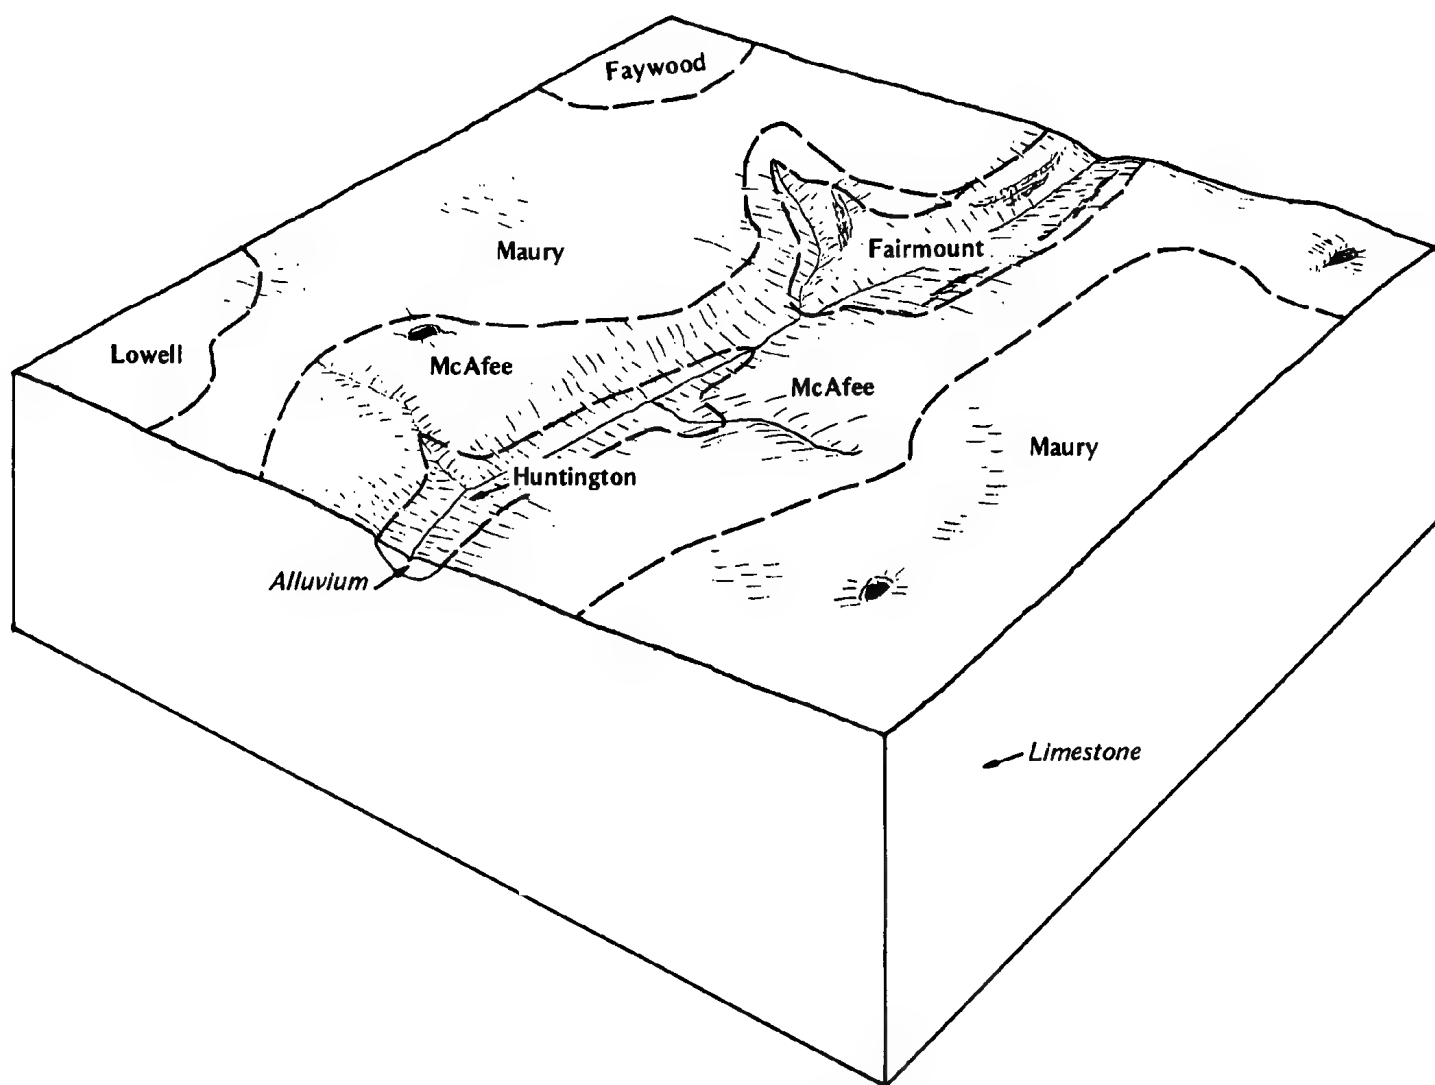 Faywood
Maury
Fairmount
Lowell
McAfee
McAfee
Maury
Huntington
Alluvium
Limestone